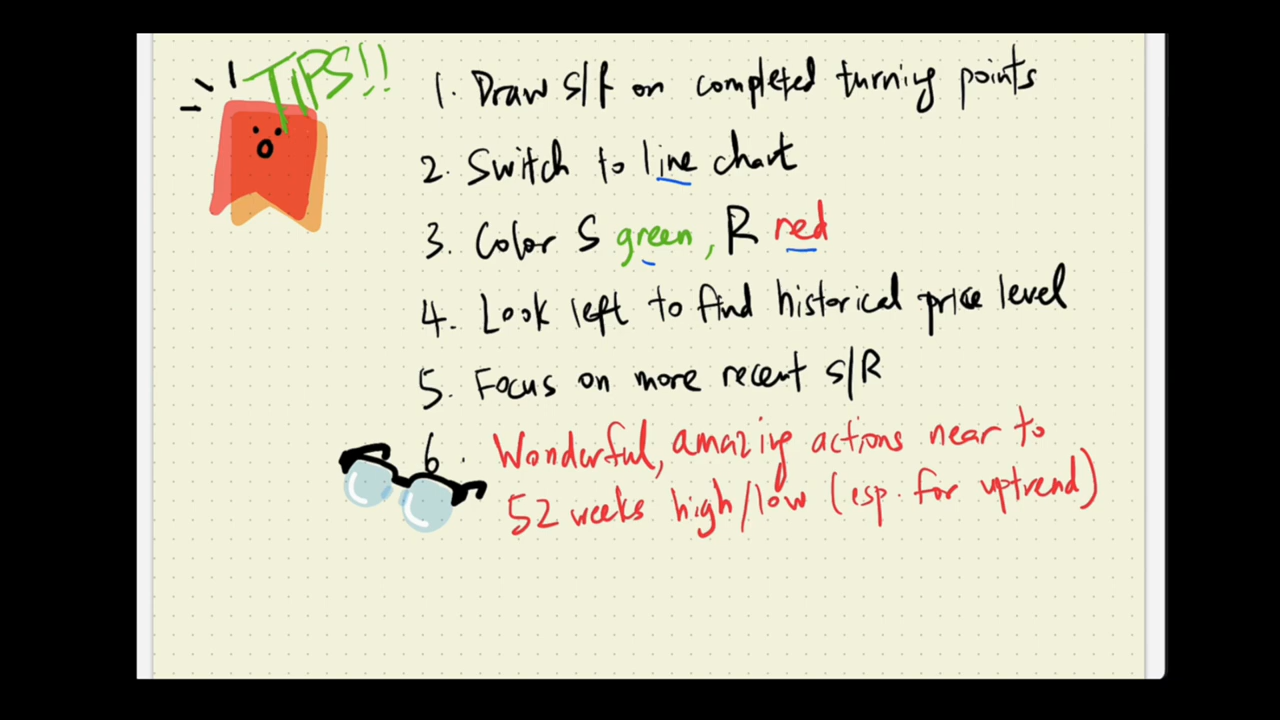 TIPS!!
1. Draw S/R on completed turning points
2. Switch to line chart
3. Color S green, R red
4. Look left to find historical price level
5. Focus on more recent S/R
6. Wonderful, amazing actions near to
52 weeks high/low (esp. for uptrend)